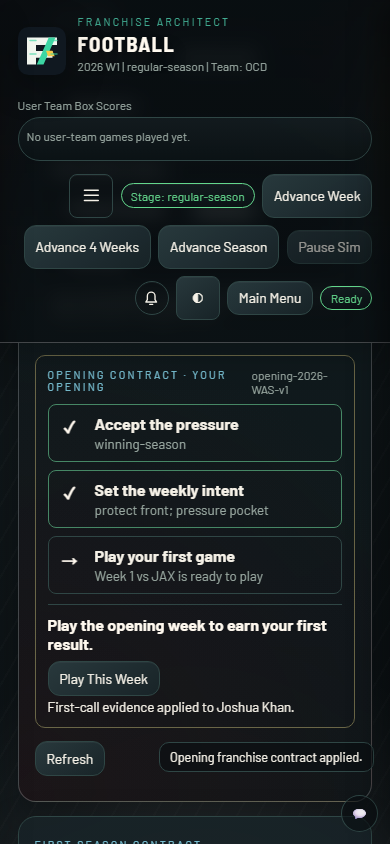 FRANCHISE ARCHITECT
FOOTBALL
2026 W1 | regular-season | Team: OCD
User Team Box Scores
No user-team games played yet.
Stage: regular-season
Advance Week
Advance 4 Weeks
Advance Season
Pause Sim
Main Menu
Ready
OPENING CONTRACT · YOUR
OPENING
opening-2026-
WAS-v1
Accept the pressure
winning-season
Set the weekly intent
protect front; pressure pocket
Play your first game
Week 1 vs JAX is ready to play
Play the opening week to earn your first
result.
Play This Week
First-call evidence applied to Joshua Khan.
Refresh
Opening franchise contract applied.
FIRST SEASON CONTRACT